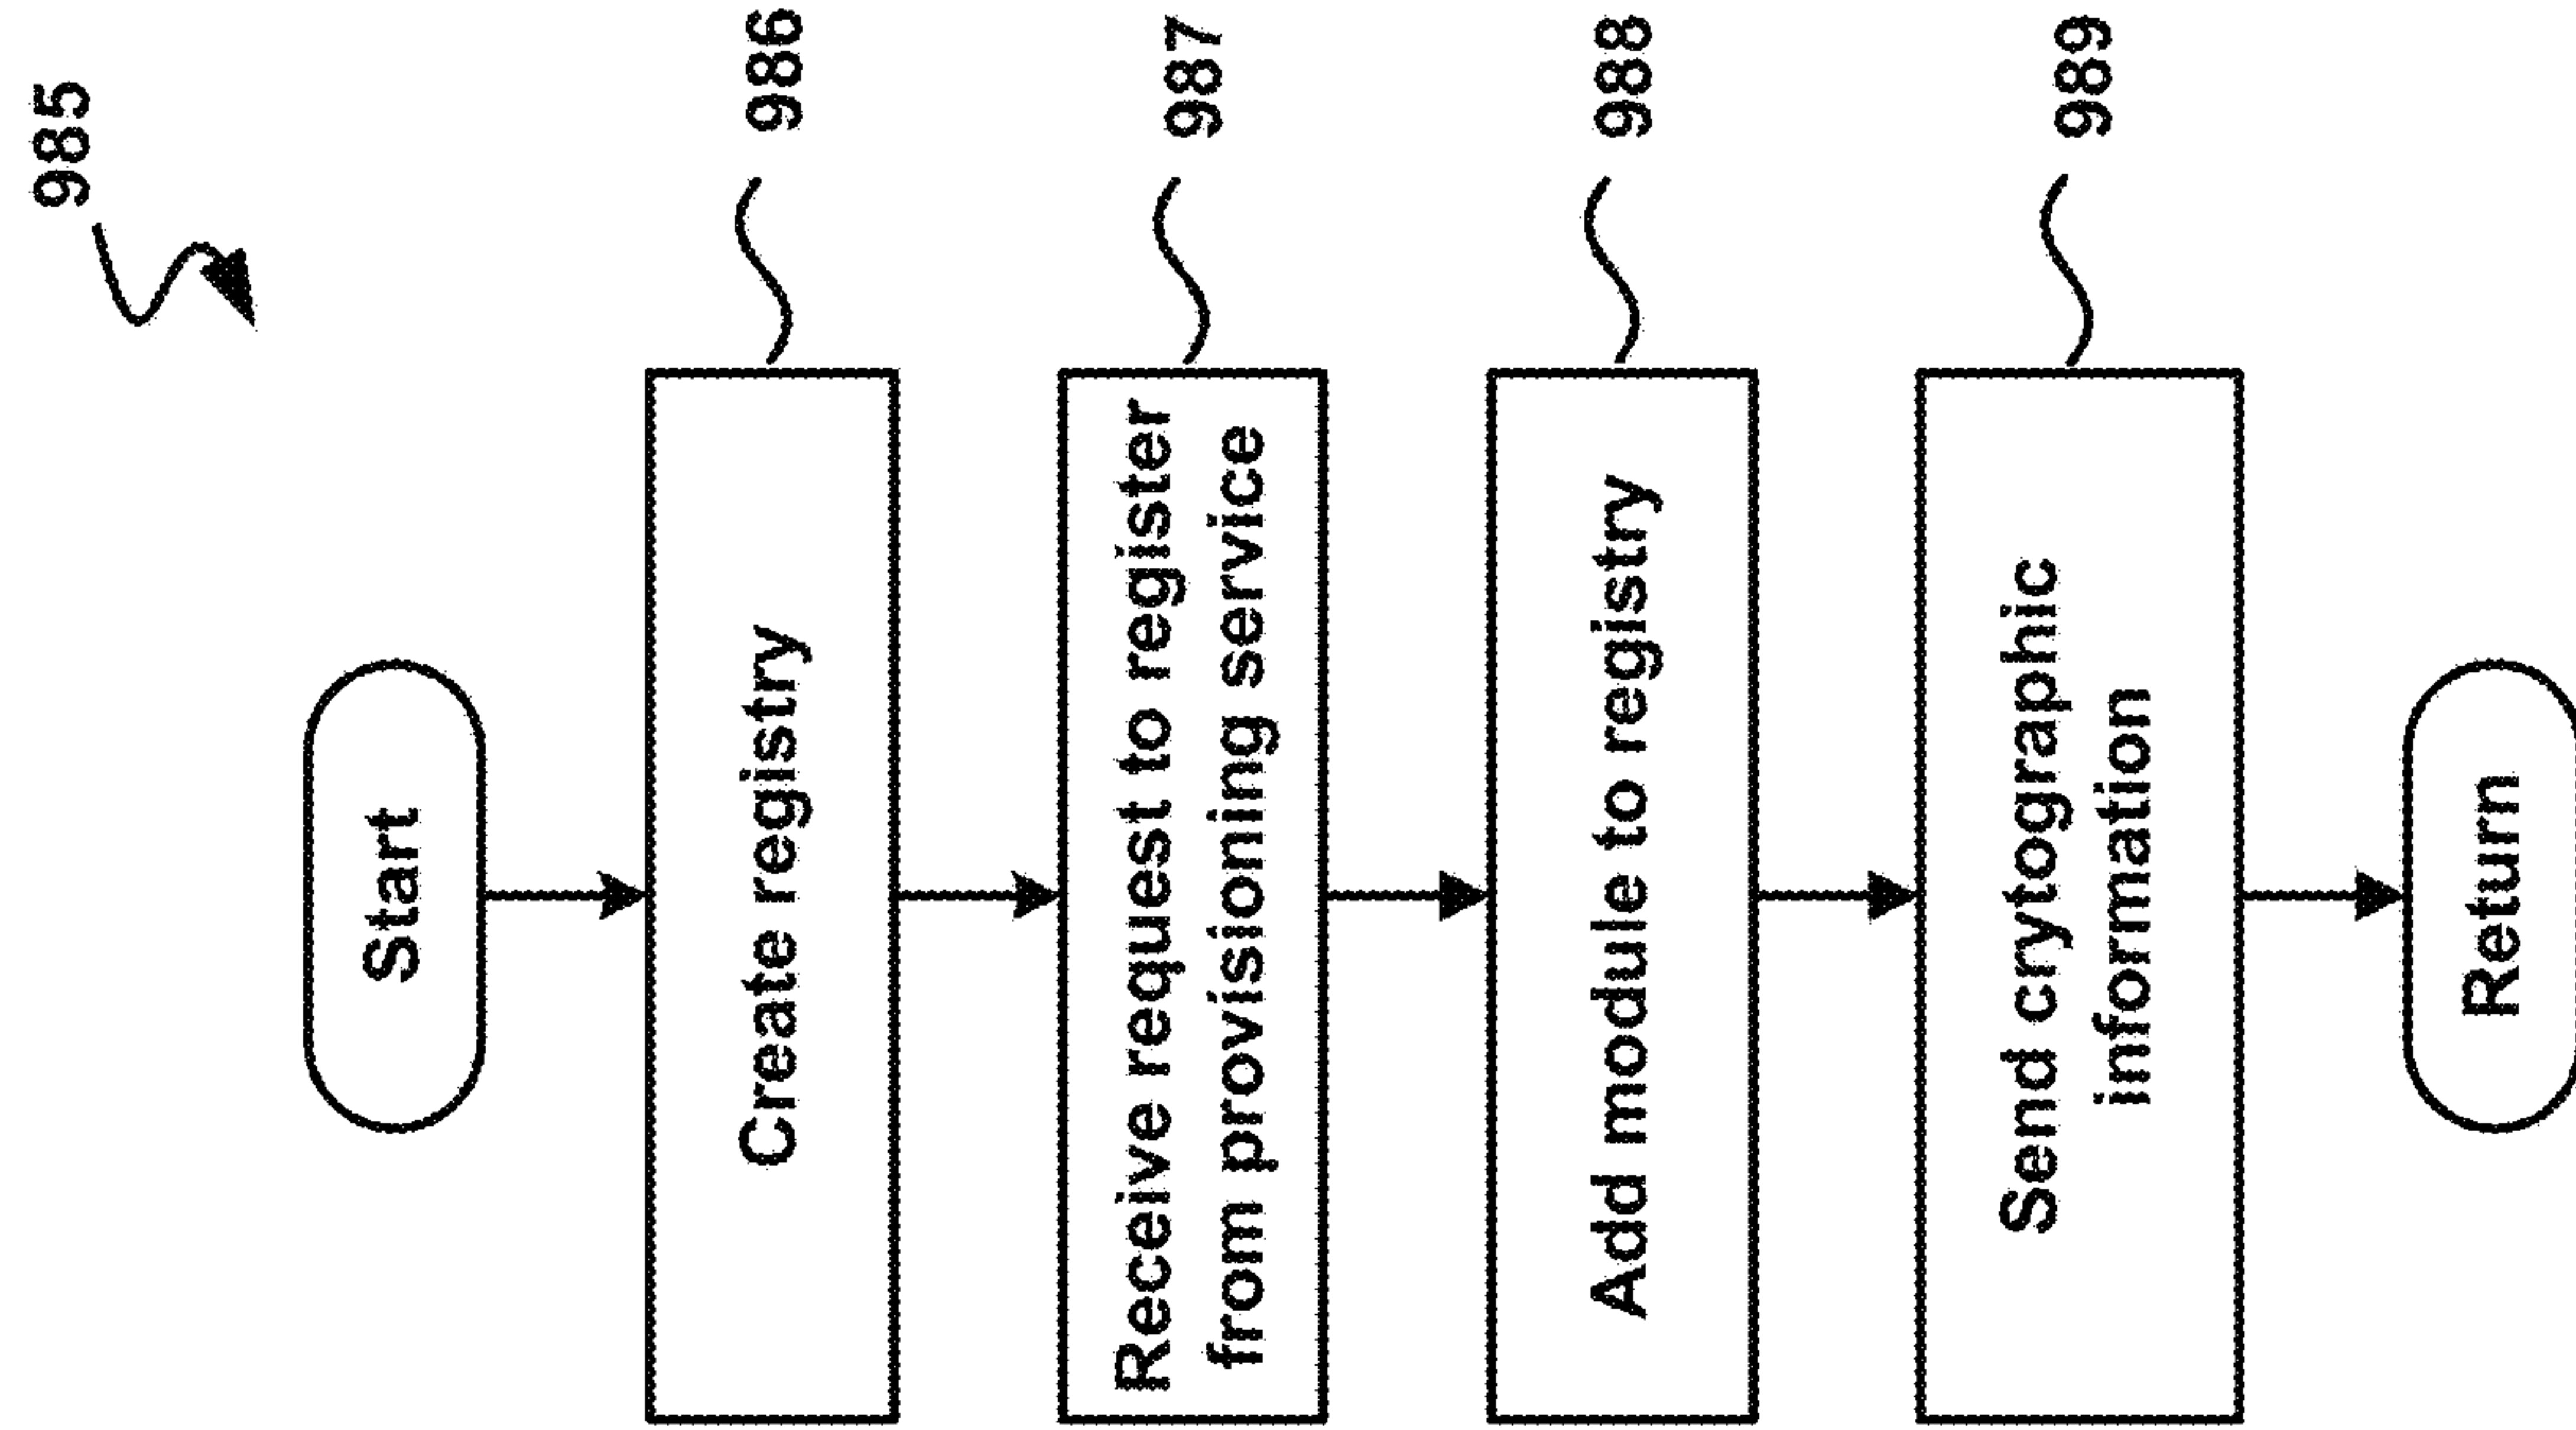 985
Start
Create registry
986
Receive request to register
from provisioning service
987
Add module to registry
988
Send crytographic
information
989
Return